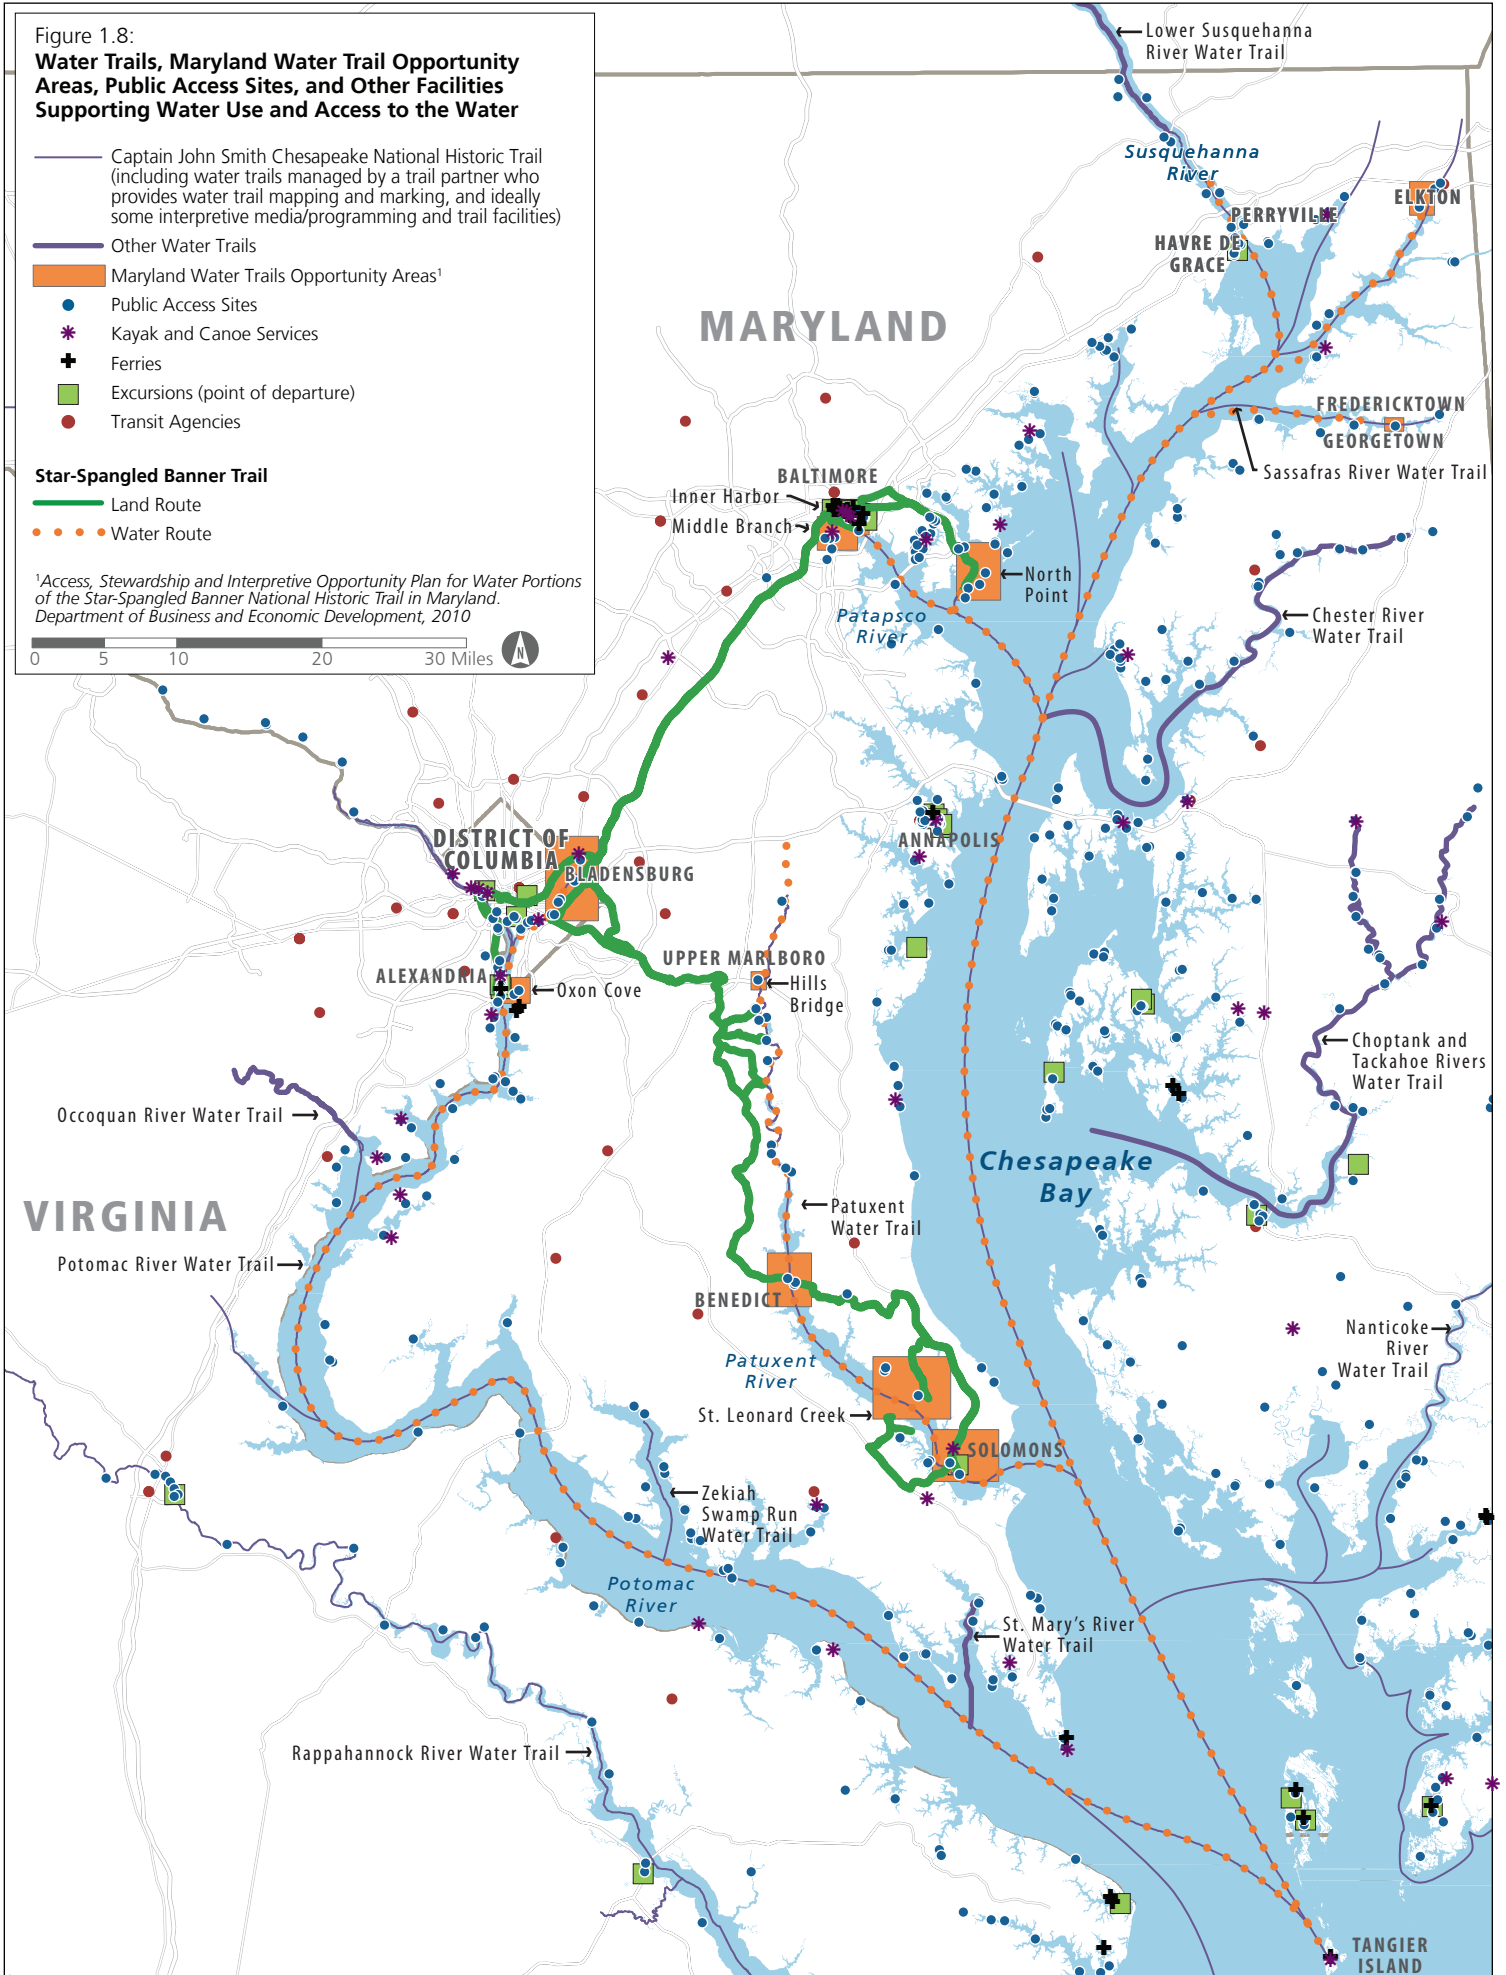 Figure 1.8:
Water Trails, Maryland Water Trail Opportunity
Areas, Public Access Sites, and Other Facilities
Supporting Water Use and Access to the Water
Captain John Smith Chesapeake National Historic Trail
(including water trails managed by a trail partner who
provides water trail mapping and marking, and ideally
some interpretive media/programming and trail facilities)
Other Water Trails
Maryland Water Trails Opportunity Areas¹
Public Access Sites
Kayak and Canoe Services
Ferries
Excursions (point of departure)
Transit Agencies
Star-Spangled Banner Trail
Land Route
Water Route
¹Access, Stewardship and Interpretive Opportunity Plan for Water Portions
of the Star-Spangled Banner National Historic Trail in Maryland.
Department of Business and Economic Development, 2010
0 5 10 20 30 Miles
N
Lower Susquehanna
River Water Trail
Susquehanna
River
PERRYVILLE
ELKTON
HAVRE DE
GRACE
MARYLAND
FREDERICKTOWN
GEORGETOWN
Sassafras River Water Trail
BALTIMORE
Inner Harbor
Middle Branch
North
Point
Patapsco
River
Chester River
Water Trail
DISTRICT OF
COLUMBIA
BLADENSBURG
ANNAPOLIS
UPPER MARLBORO
Hills
Bridge
ALEXANDRIA
Oxon Cove
Choptank and
Tackahoe Rivers
Water Trail
Occoquan River Water Trail
Chesapeake
Bay
VIRGINIA
Patuxent
Water Trail
Potomac River Water Trail
BENEDICT
Nanticoke
River
Water Trail
Patuxent
River
St. Leonard Creek
SOLOMONS
Zekiah
Swamp Run
Water Trail
Potomac
River
St. Mary's River
Water Trail
Rappahannock River Water Trail
TANGIER
ISLAND